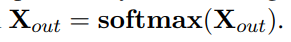 X_out = softmax(X_out).